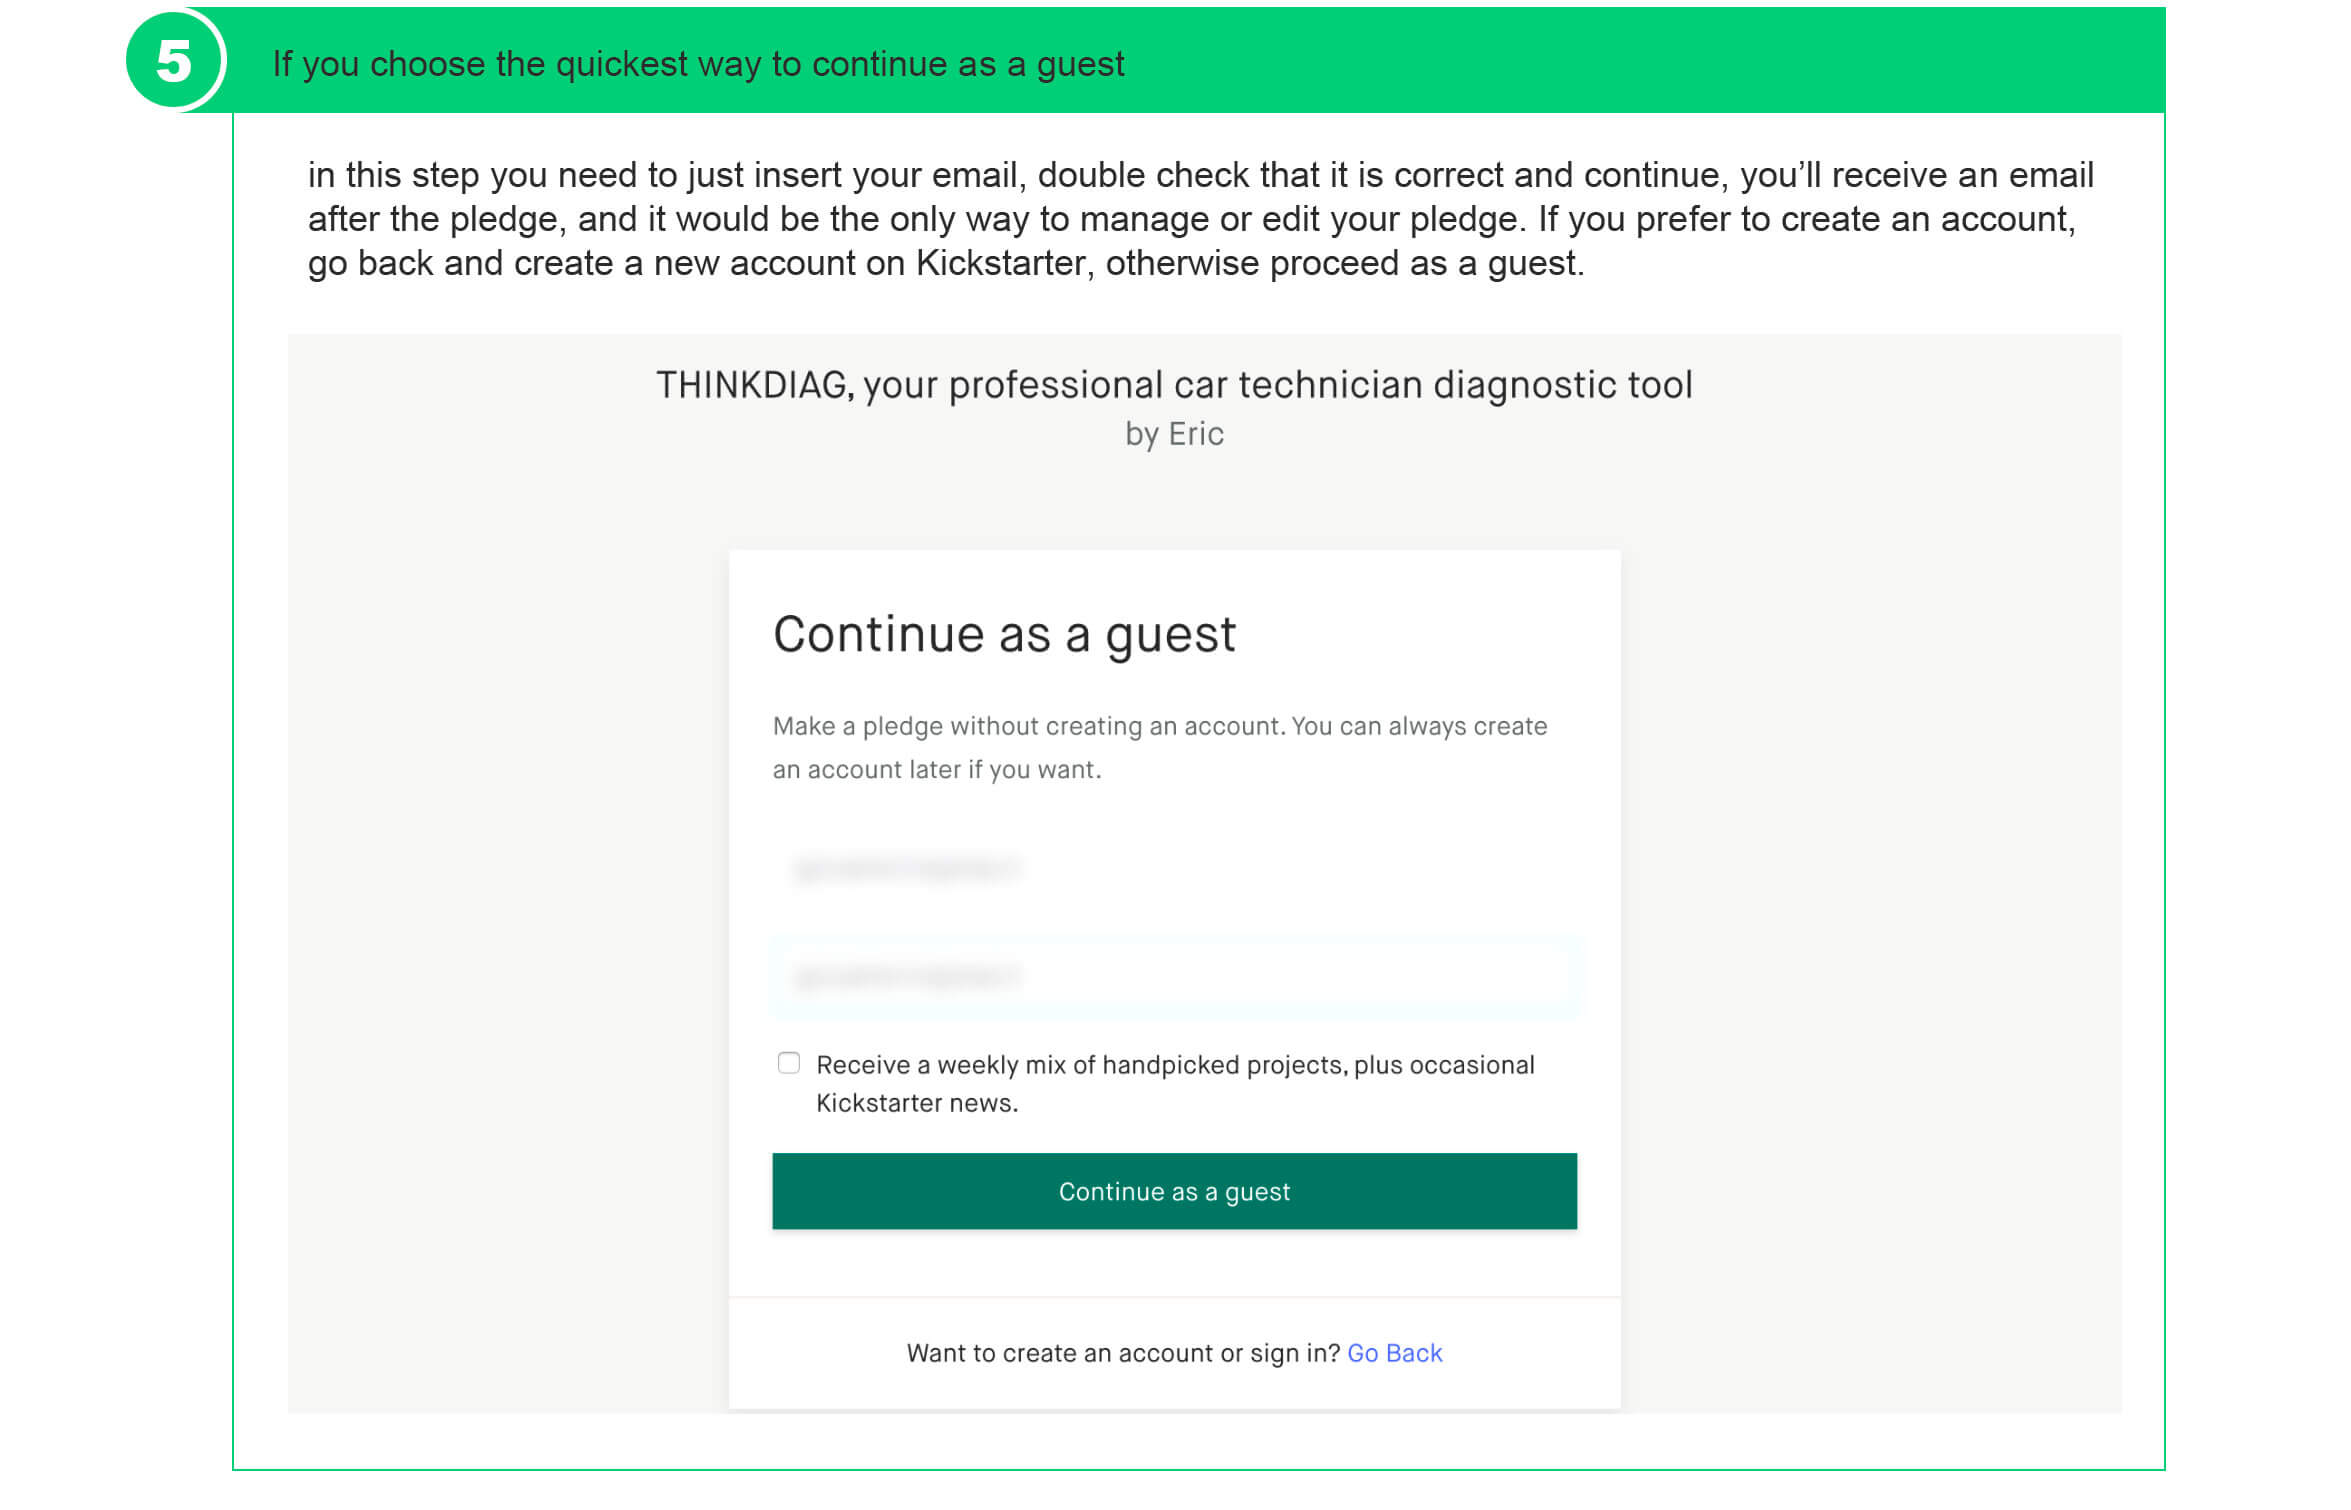 5
If you choose the quickest way to continue as a guest
in this step you need to just insert your email, double check that it is correct and continue, you’ll receive an email
after the pledge, and it would be the only way to manage or edit your pledge. If you prefer to create an account,
go back and create a new account on Kickstarter, otherwise proceed as a guest.
THINKDIAG, your professional car technician diagnostic tool
by Eric
Continue as a guest
Make a pledge without creating an account. You can always create
an account later if you want.
Receive a weekly mix of handpicked projects, plus occasional
Kickstarter news.
Continue as a guest
Want to create an account or sign in? Go Back